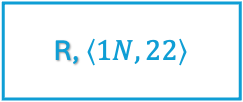 R, ⟨1N, 22⟩